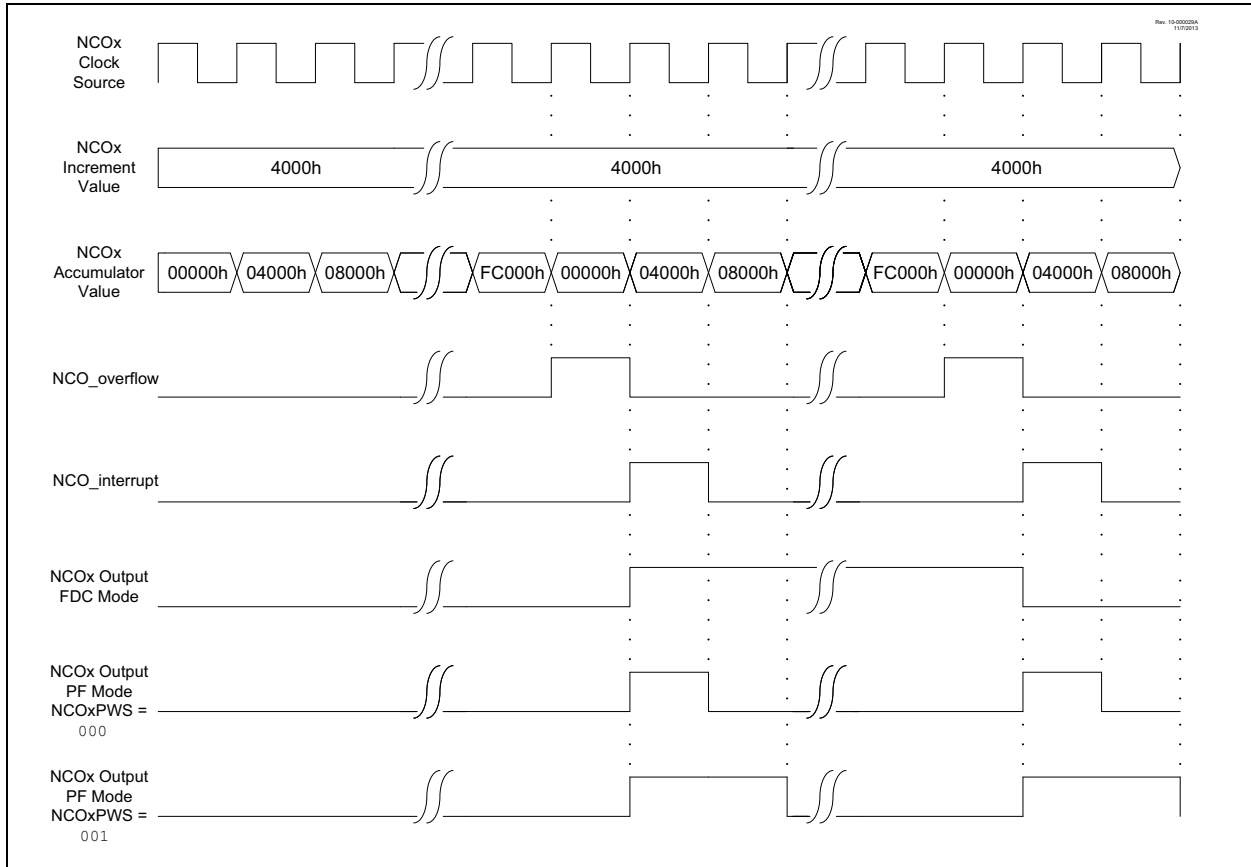 Rev. 10-000029A
11/7/2013
NCOx
Clock
Source
NCOx
Increment
Value
4000h
4000h
4000h
NCOx
Accumulator
Value
00000h
04000h
08000h
FC000h
00000h
04000h
08000h
FC000h
00000h
04000h
08000h
NCO_overflow
NCO_interrupt
NCOx Output
FDC Mode
NCOx Output
PF Mode
NCOxPWS =
000
NCOx Output
PF Mode
NCOxPWS =
001